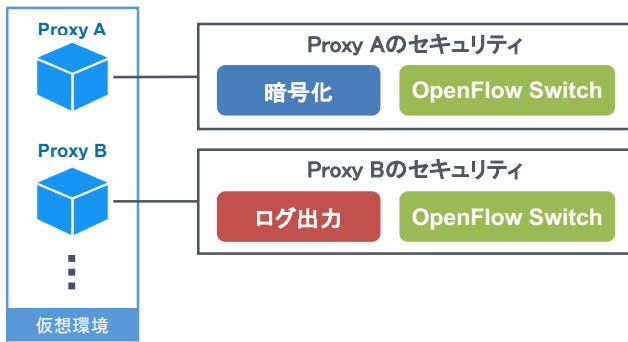 Proxy A
Proxy Aのセキュリティ
暗号化
OpenFlow Switch
Proxy B
Proxy Bのセキュリティ
ログ出力
OpenFlow Switch
仮想環境